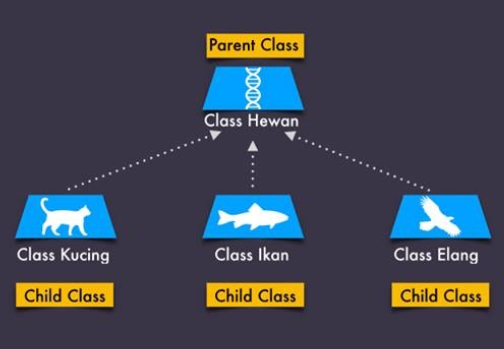 Parent Class
Class Hewan
Class Kucing
Class Ikan
Class Elang
Child Class
Child Class
Child Class